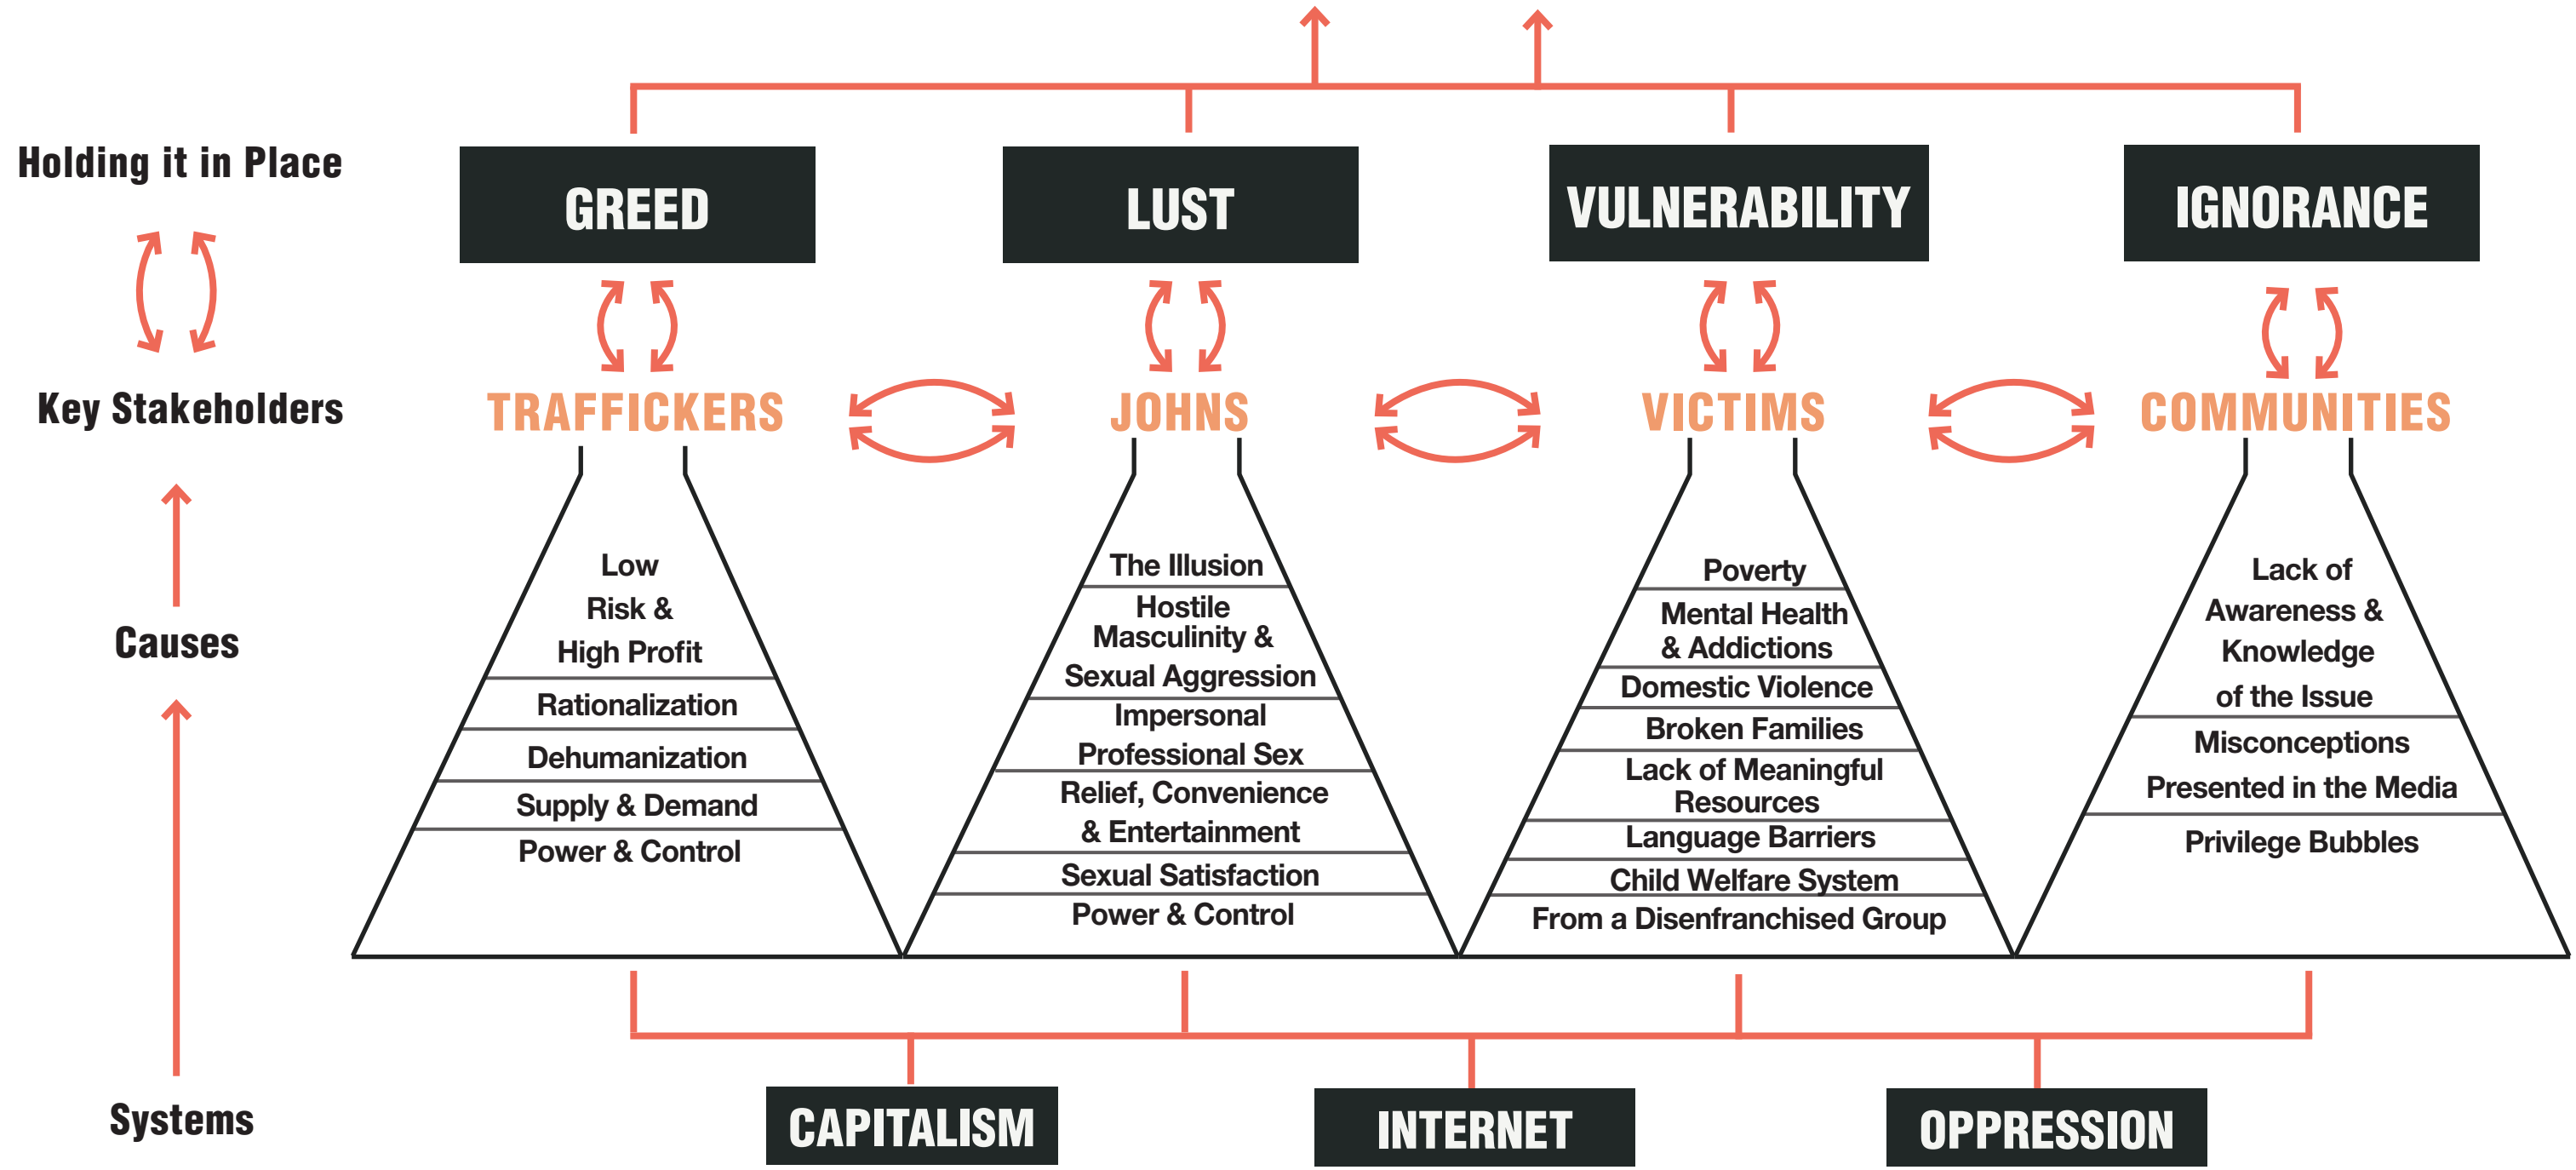 Holding it in Place
GREED
LUST
VULNERABILITY
IGNORANCE
Key Stakeholders
TRAFFICKERS
JOHNS
VICTIMS
COMMUNITIES
Causes
Low
Risk &
High Profit
Rationalization
Dehumanization
Supply & Demand
Power & Control
The Illusion
Hostile
Masculinity &
Sexual Aggression
Impersonal
Professional Sex
Relief, Convenience
& Entertainment
Sexual Satisfaction
Power & Control
Poverty
Mental Health
& Addictions
Domestic Violence
Broken Families
Lack of Meaningful
Resources
Language Barriers
Child Welfare System
From a Disenfranchised Group
Lack of
Awareness &
Knowledge
of the Issue
Misconceptions
Presented in the Media
Privilege Bubbles
Systems
CAPITALISM
INTERNET
OPPRESSION